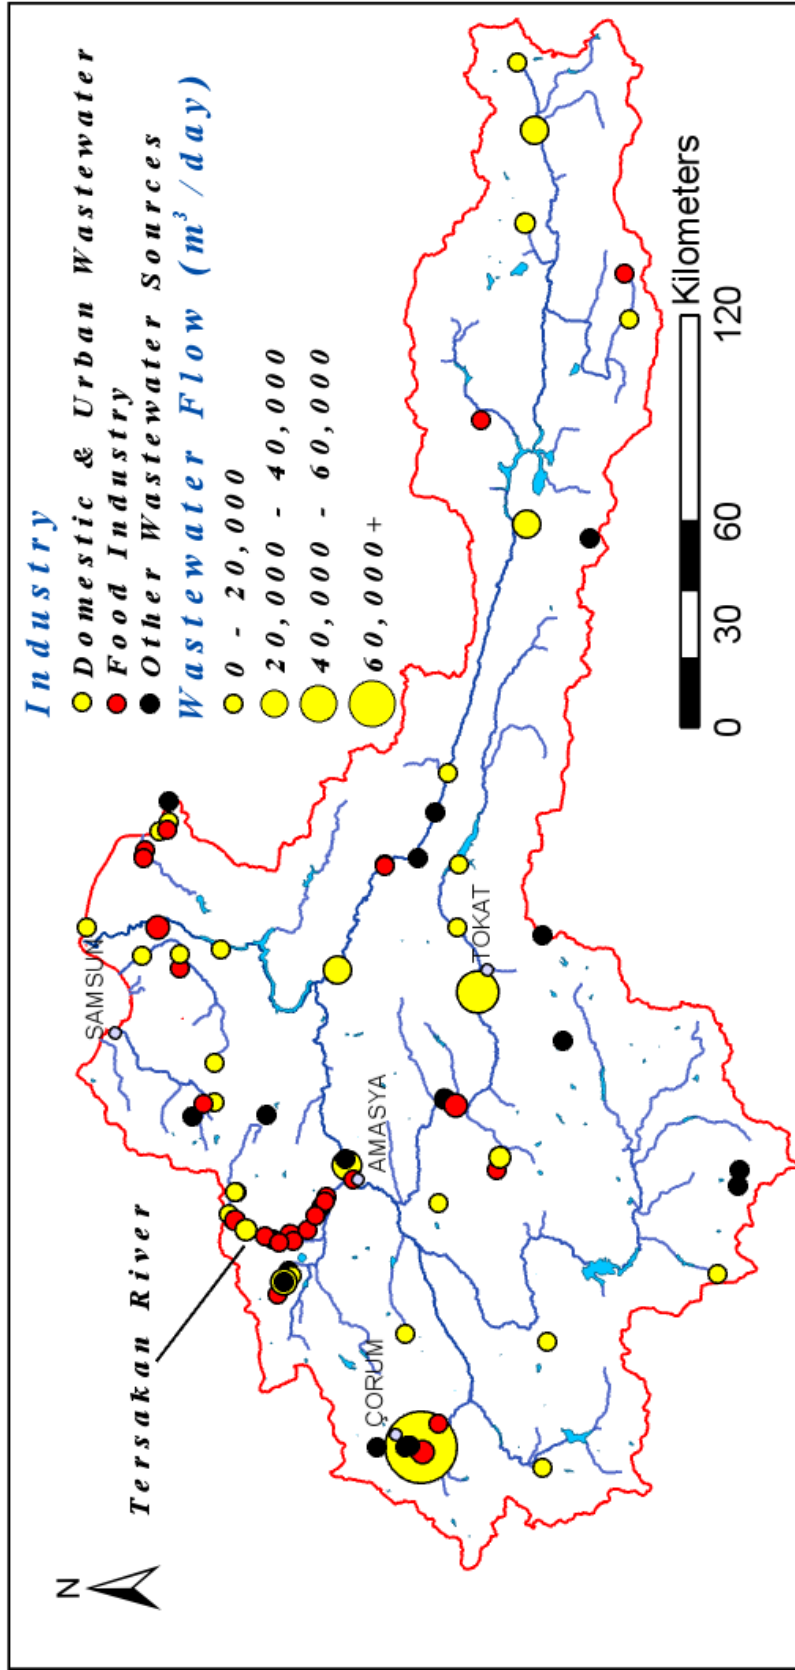 Industry
Domestic & Urban Wastewater
Food Industry
Other Wastewater Sources
Wastewater Flow (m³/day)
0 - 20,000
20,000 - 40,000
40,000 - 60,000
60,000+
N
Tersakan River
SAMSUN
AMASYA
ÇORUM
TOKAT
Kilometers
0
30
60
120